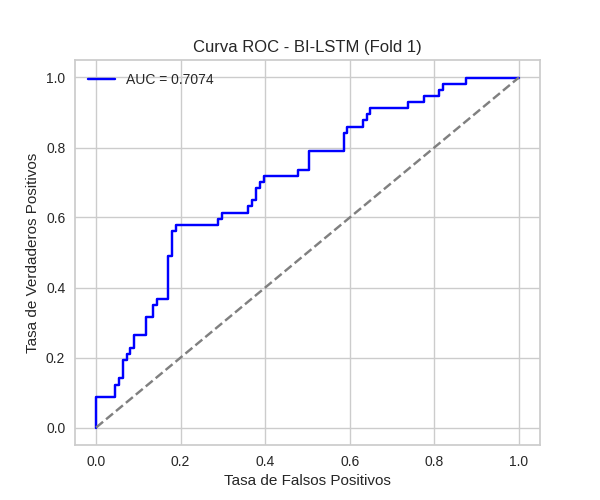 Curva ROC - BI-LSTM (Fold 1)
AUC = 0.7074
Tasa de Verdaderos Positivos
1.0
0.8
0.6
0.4
0.2
0.0
0.0 0.2 0.4 0.6 0.8 1.0
Tasa de Falsos Positivos